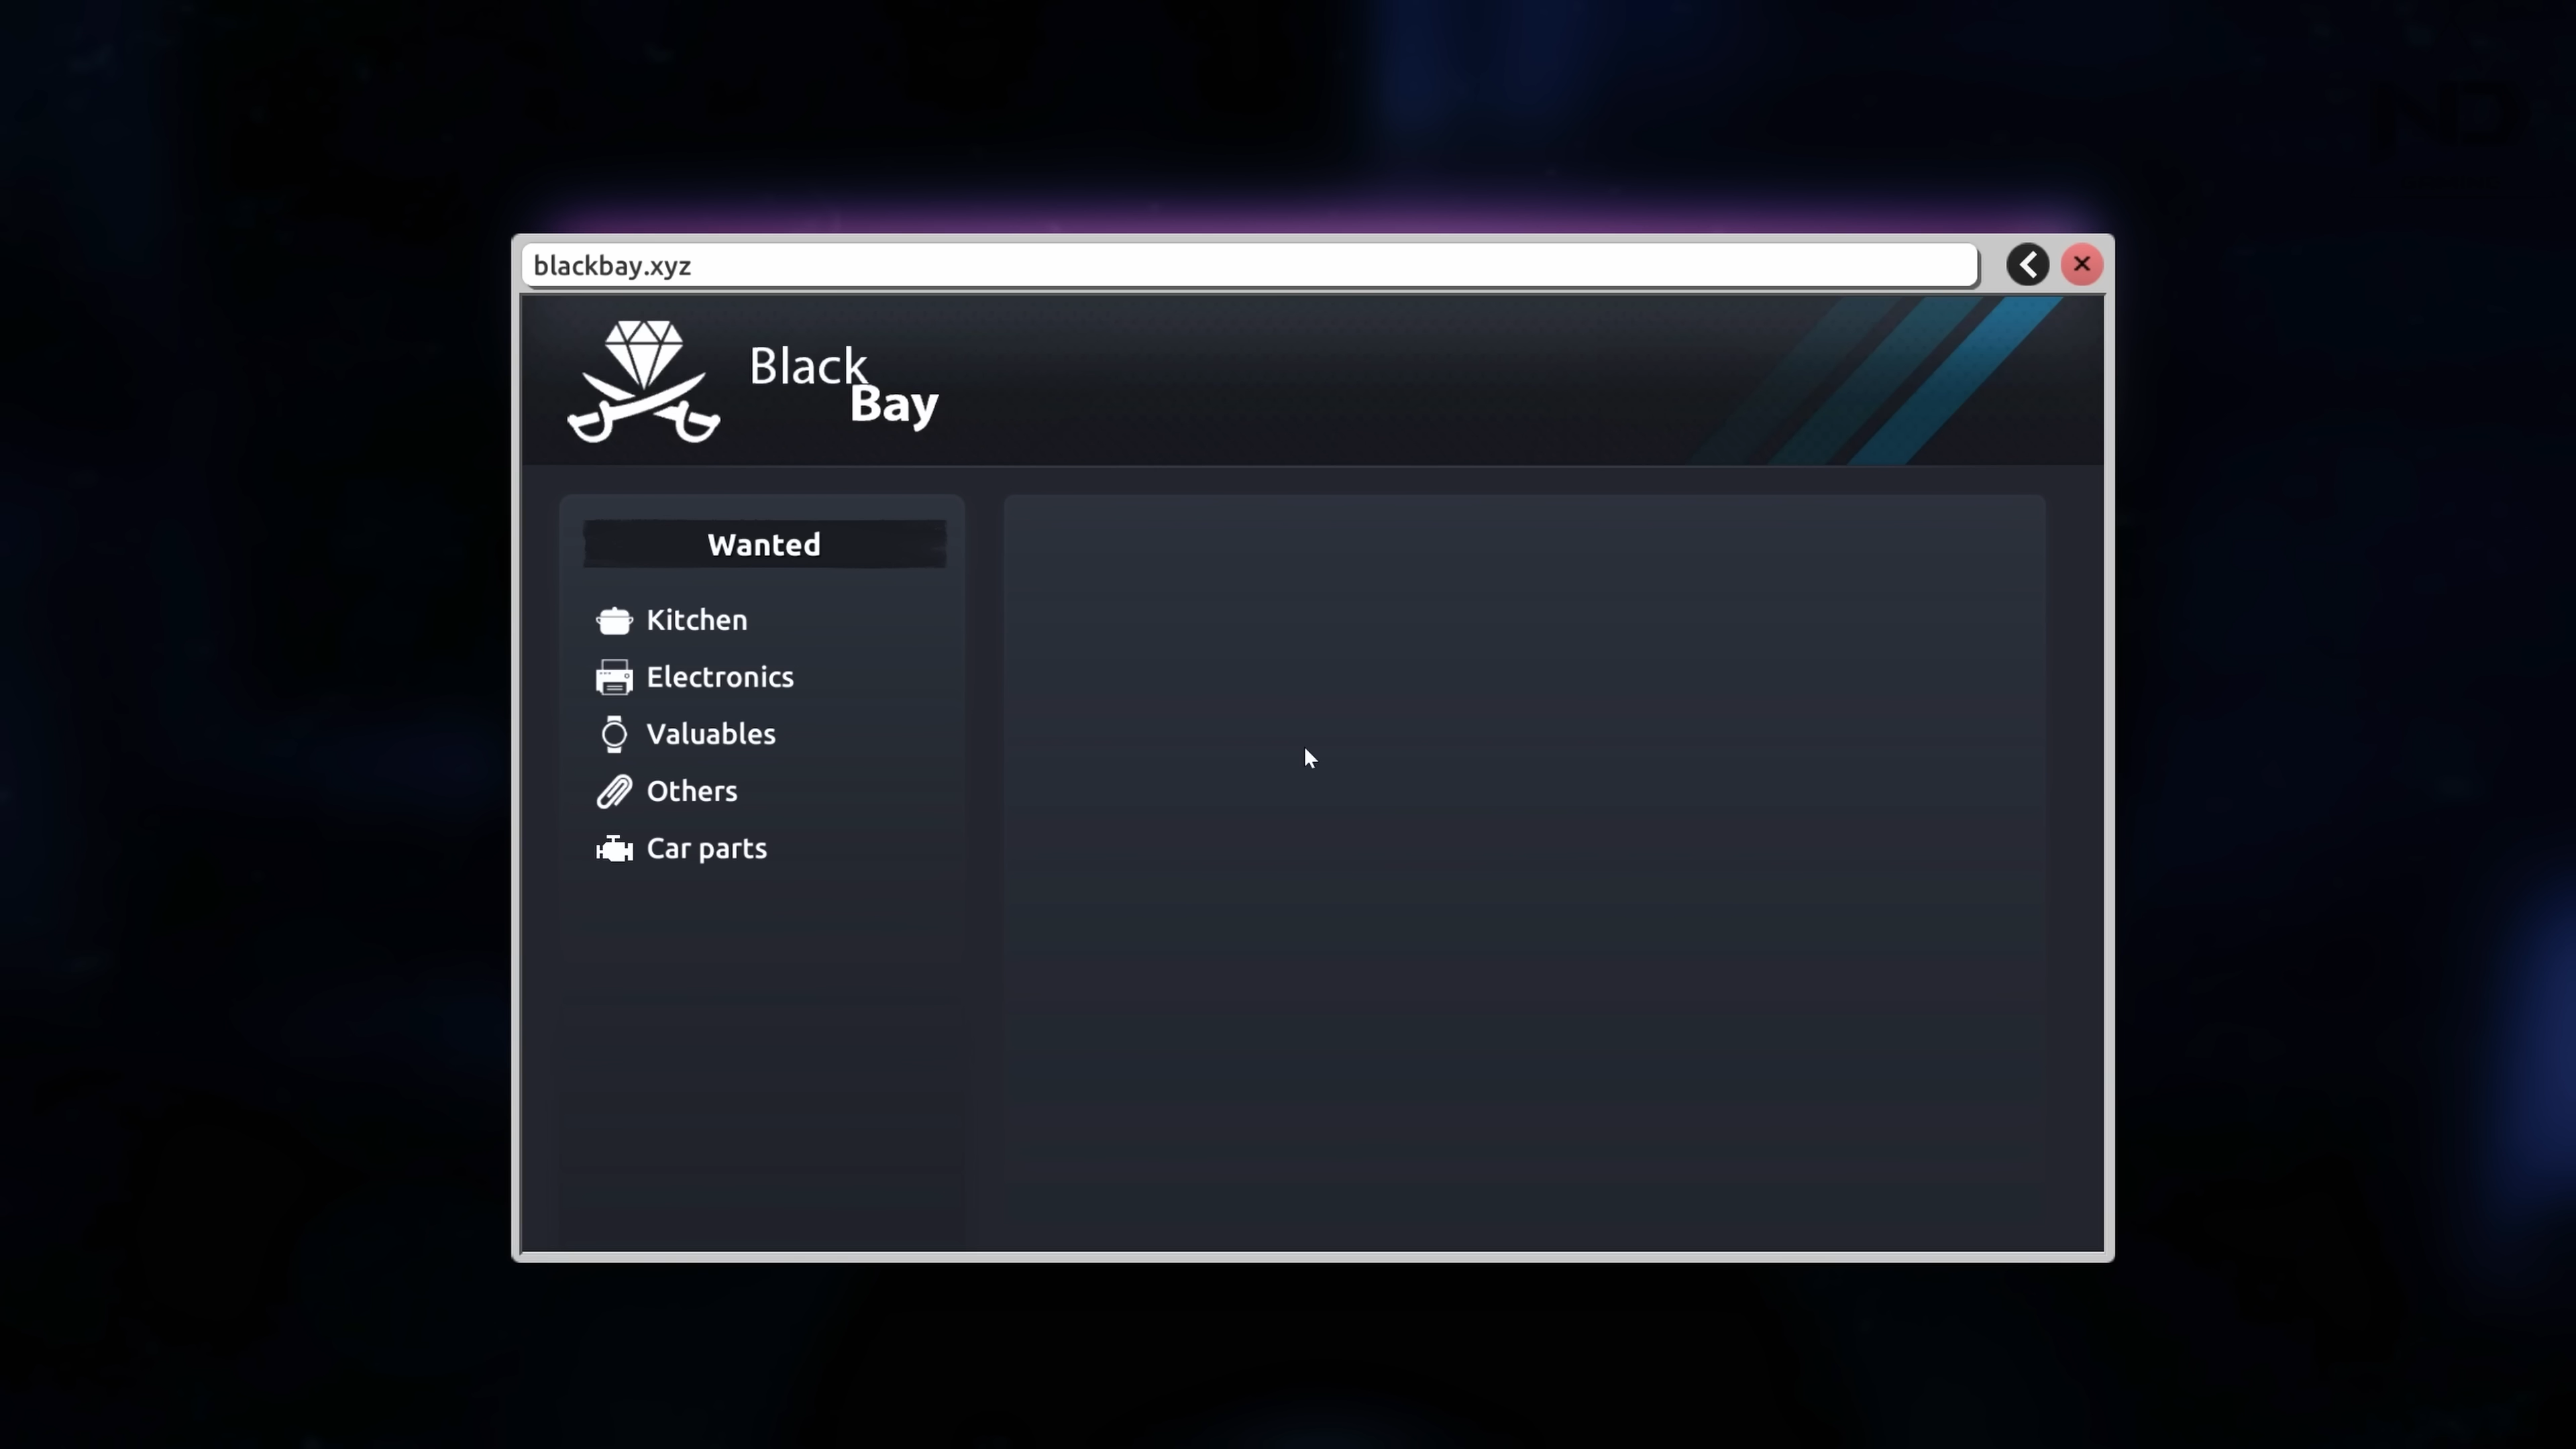 blackbay.xyz
Black
Bay
Wanted
Kitchen
Electronics
Valuables
Others
Car parts